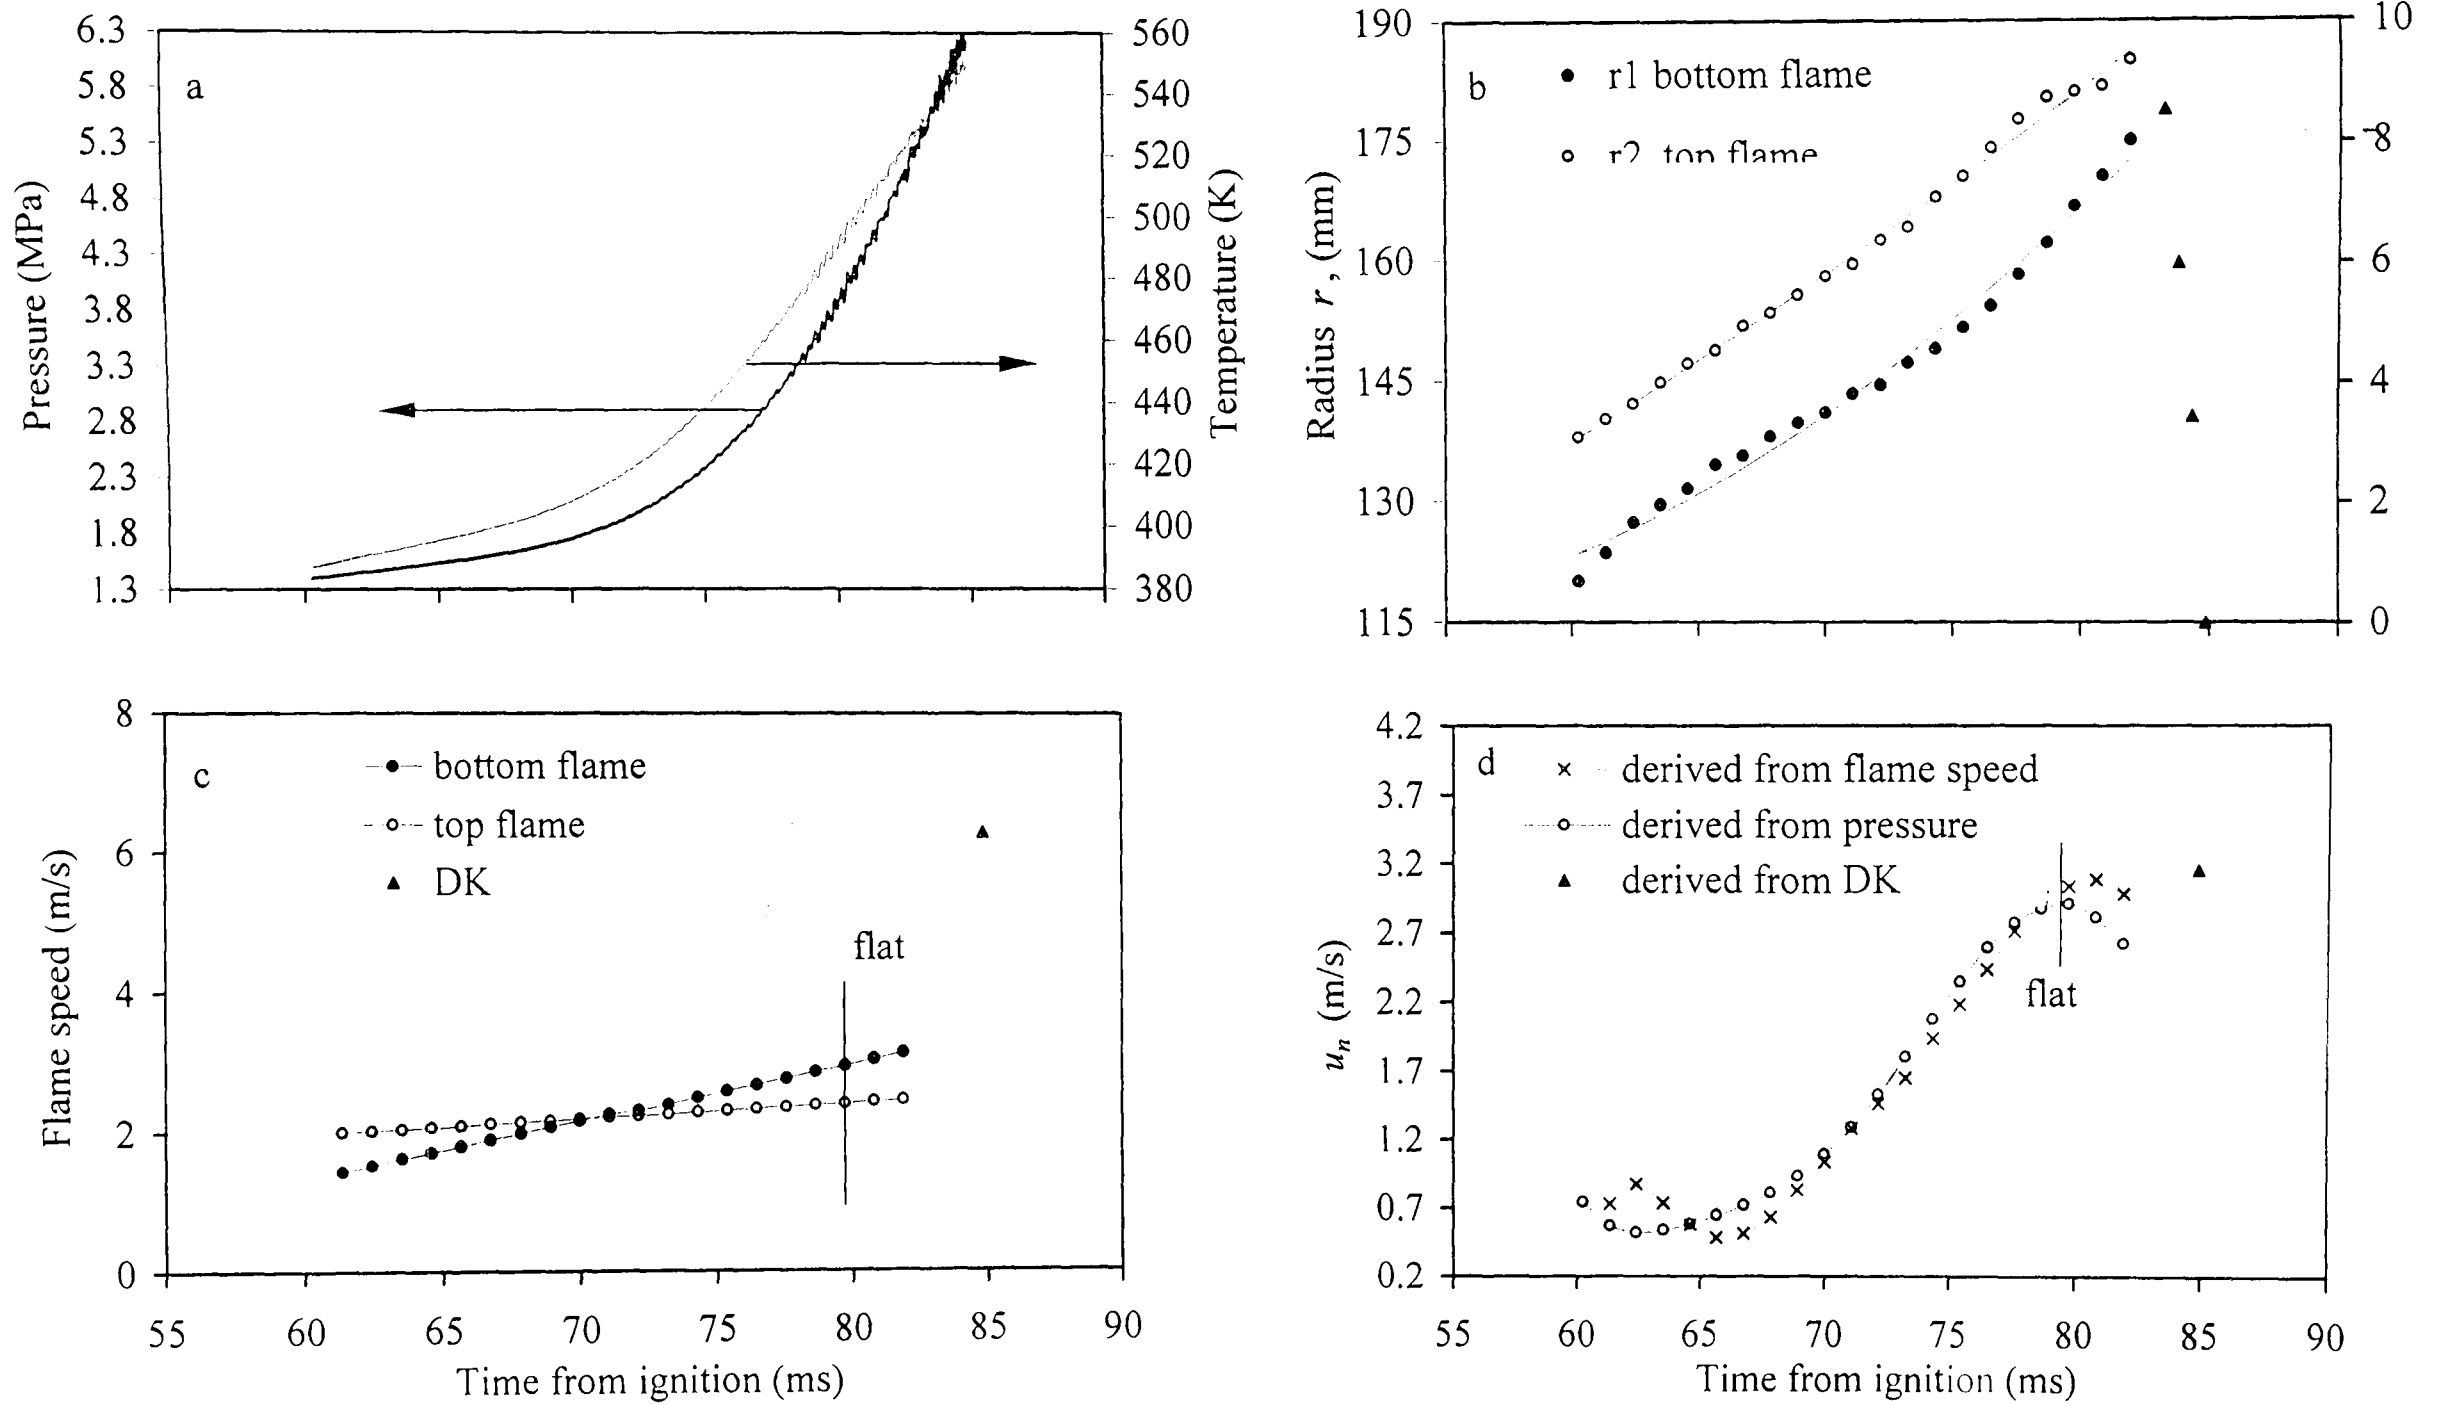 6.3
5.8
5.3
4.8
4.3
3.8
3.3
2.8
2.3
1.8
1.3
Pressure (MPa)
a
560
540
520
500
480
460
440
420
400
380
Temperature (K)
190
175
160
145
130
115
Radius r, (mm)
b
r1 bottom flame
r2 top flame
10
8
6
4
2
0
8
6
4
2
0
Flame speed (m/s)
c
bottom flame
top flame
DK
flat
55 60 65 70 75 80 85 90
Time from ignition (ms)
4.2
3.7
3.2
2.7
2.2
1.7
1.2
0.7
0.2
un (m/s)
d
derived from flame speed
derived from pressure
derived from DK
flat
55 60 65 70 75 80 85 90
Time from ignition (ms)